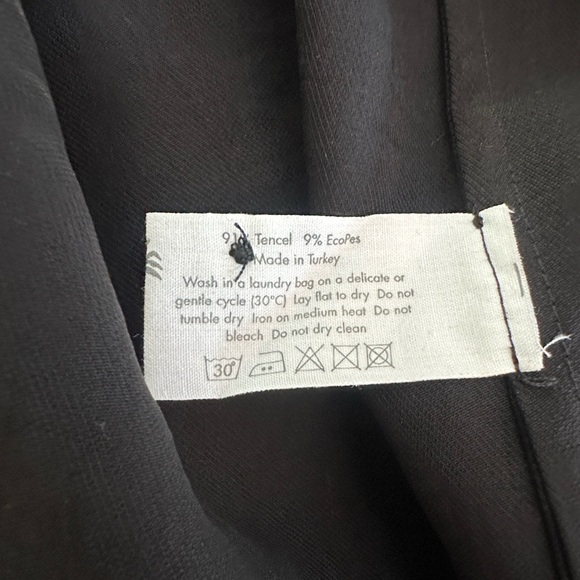 Tencel 9% EcoPes
Made in Turkey
Wash in a laundry bag on a delicate or
gentle cycle (30°C) Lay flat to dry Do not
tumble dry Iron on medium heat Do not
bleach Do not dry clean
30°